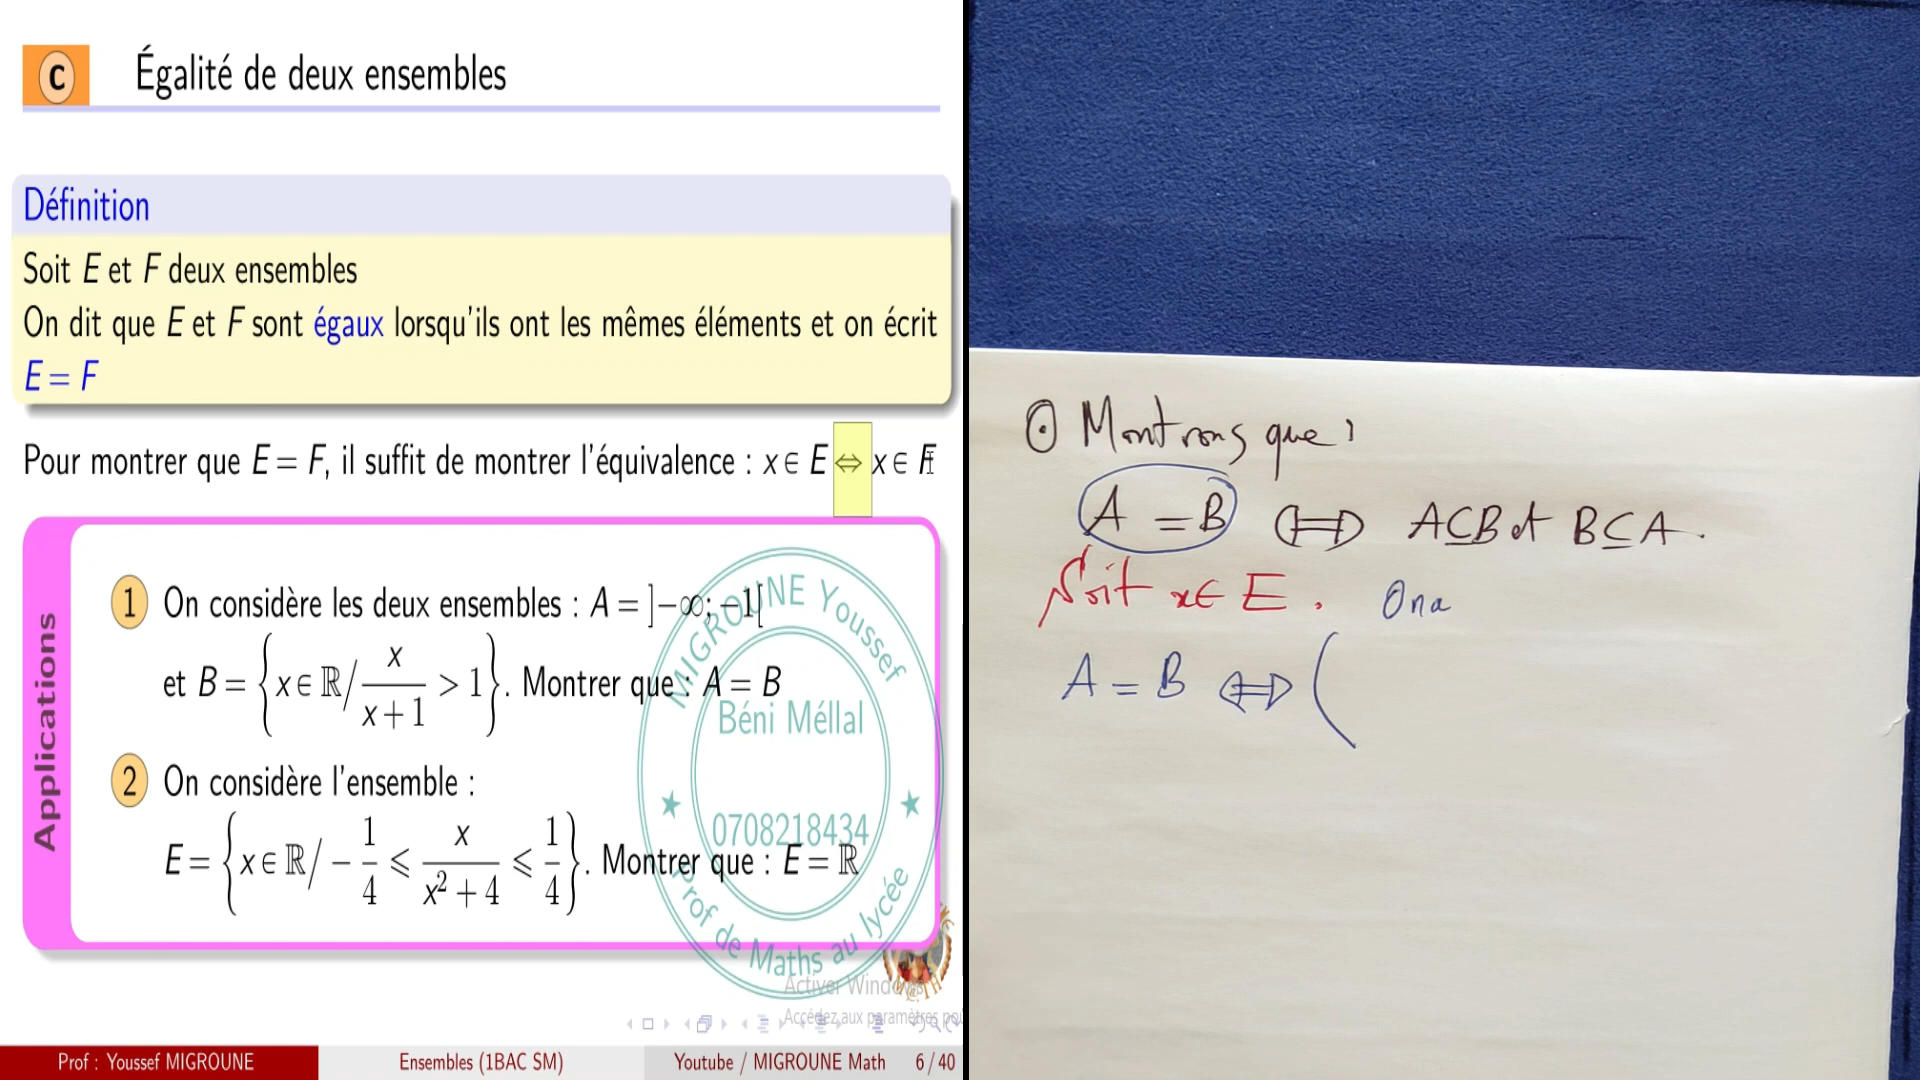 C Égalité de deux ensembles
Définition
Soit E et F deux ensembles
On dit que E et F sont égaux lorsqu'ils ont les mêmes éléments et on écrit
E = F
Pour montrer que E = F, il suffit de montrer l'équivalence : x ∈ E ⇔ x ∈ F
Applications
1 On considère les deux ensembles : A = ]−∞; −1[
et B = {x ∈ ℝ / x/(x+1) > 1}. Montrer que : A = B
2 On considère l'ensemble :
E = {x ∈ ℝ / −1/4 ⩽ x/(x²+4) ⩽ 1/4}. Montrer que : E = ℝ
MIGROUNE Youssef
Béni Méllal
0708218434
Prof de Maths au lycée
Activer Windows
Accédez aux paramètres pou
Prof : Youssef MIGROUNE
Ensembles (1BAC SM)
Youtube / MIGROUNE Math 6 / 40
⊙ Montrons que :
A = B ⇔ A ⊆ B et B ⊆ A.
Soit x ∈ E. On a
A = B ⇔ (